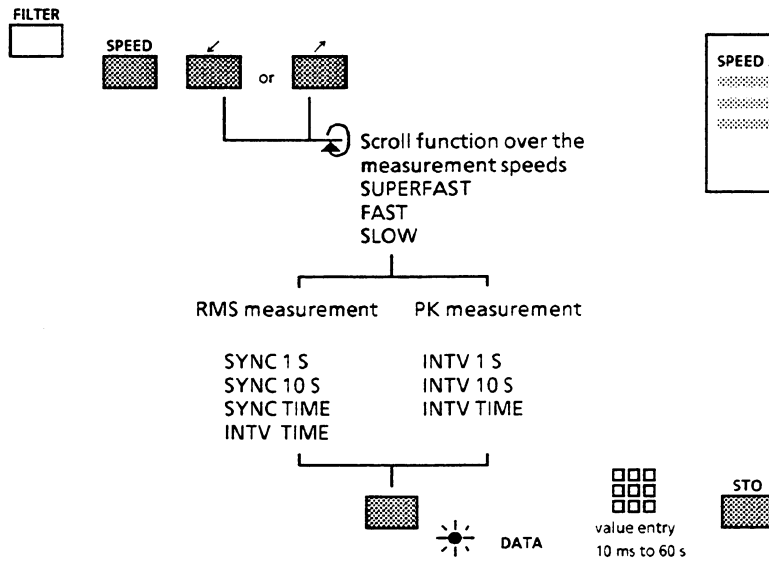 FILTER
SPEED
or
SPEED
Scroll function over the
measurement speeds
SUPERFAST
FAST
SLOW
RMS measurement
PK measurement
SYNC 1 S
SYNC 10 S
SYNC TIME
INTV TIME
INTV 1 S
INTV 10 S
INTV TIME
DATA
value entry
10 ms to 60 s
STO